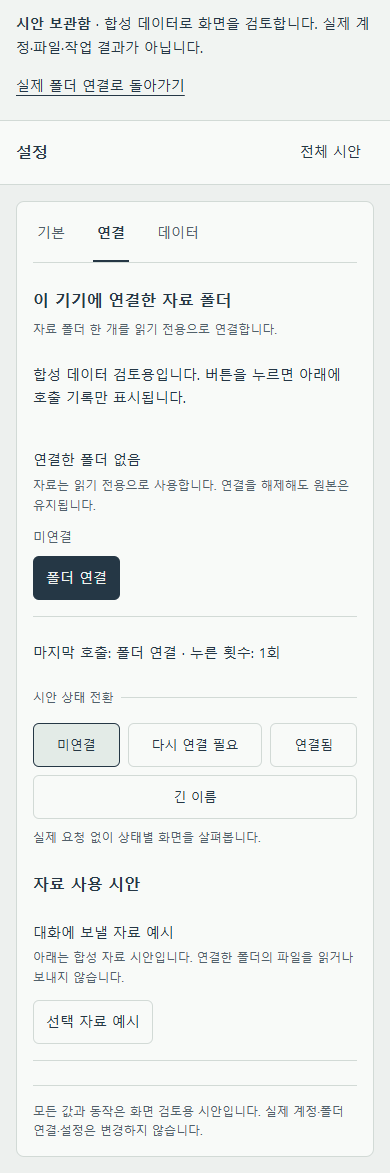 시안 보관함 · 합성 데이터로 화면을 검토합니다. 실제 계
정·파일·작업 결과가 아닙니다.
실제 폴더 연결로 돌아가기
설정
전체 시안
기본
연결
데이터
이 기기에 연결한 자료 폴더
자료 폴더 한 개를 읽기 전용으로 연결합니다.
합성 데이터 검토용입니다. 버튼을 누르면 아래에
호출 기록만 표시됩니다.
연결한 폴더 없음
자료는 읽기 전용으로 사용합니다. 연결을 해제해도 원본은
유지됩니다.
미연결
폴더 연결
마지막 호출: 폴더 연결 · 누른 횟수: 1회
시안 상태 전환
미연결
다시 연결 필요
연결됨
긴 이름
실제 요청 없이 상태별 화면을 살펴봅니다.
자료 사용 시안
대화에 보낼 자료 예시
아래는 합성 자료 시안입니다. 연결한 폴더의 파일을 읽거나
보내지 않습니다.
선택 자료 예시
모든 값과 동작은 화면 검토용 시안입니다. 실제 계정·폴더
연결·설정은 변경하지 않습니다.